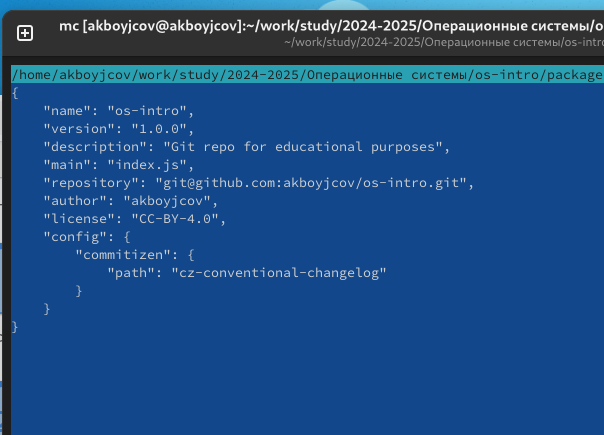 mc [akboyjcov@akboyjcov]:~/work/study/2024-2025/Операционные системы/o
~/work/study/2024-2025/Операционные системы/os-intro
/home/akboyjcov/work/study/2024-2025/Операционные системы/os-intro/package
{
    "name": "os-intro",
    "version": "1.0.0",
    "description": "Git repo for educational purposes",
    "main": "index.js",
    "repository": "git@github.com:akboyjcov/os-intro.git",
    "author": "akboyjcov",
    "license": "CC-BY-4.0",
    "config": {
        "commitizen": {
            "path": "cz-conventional-changelog"
        }
    }
}